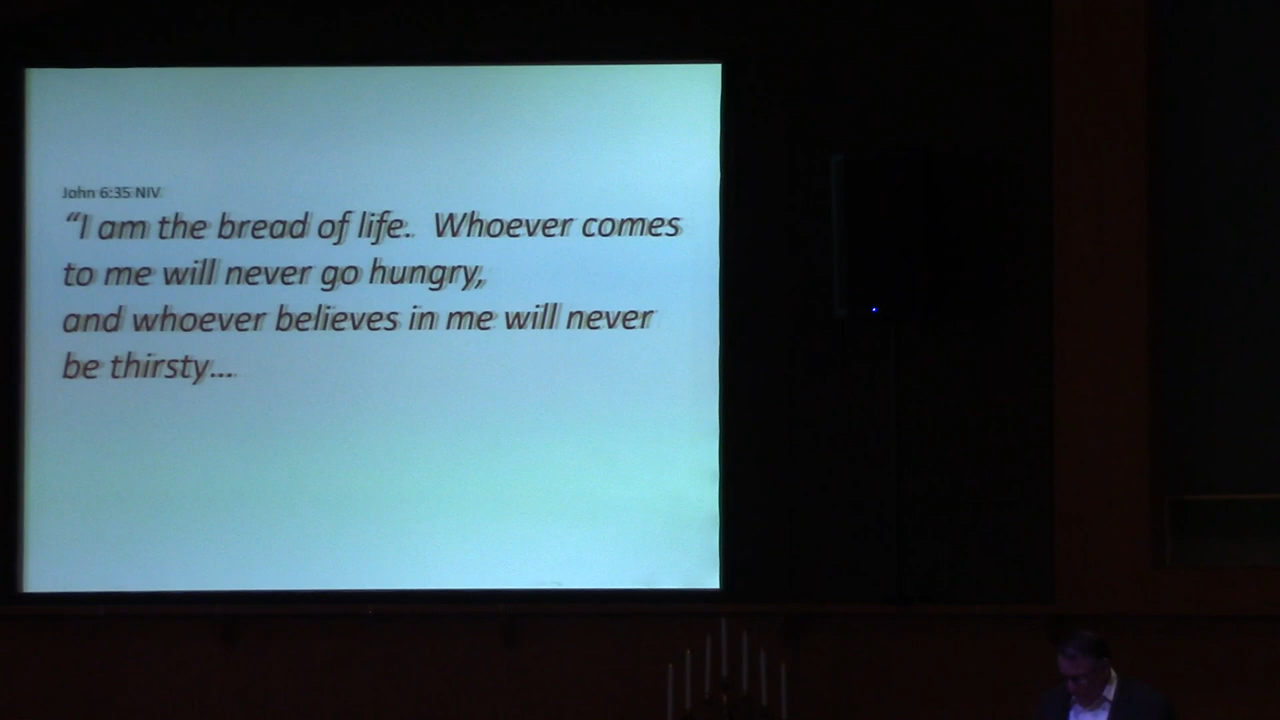 John 6:35 NIV
“I am the bread of life.  Whoever comes
to me will never go hungry,
and whoever believes in me will never
be thirsty...